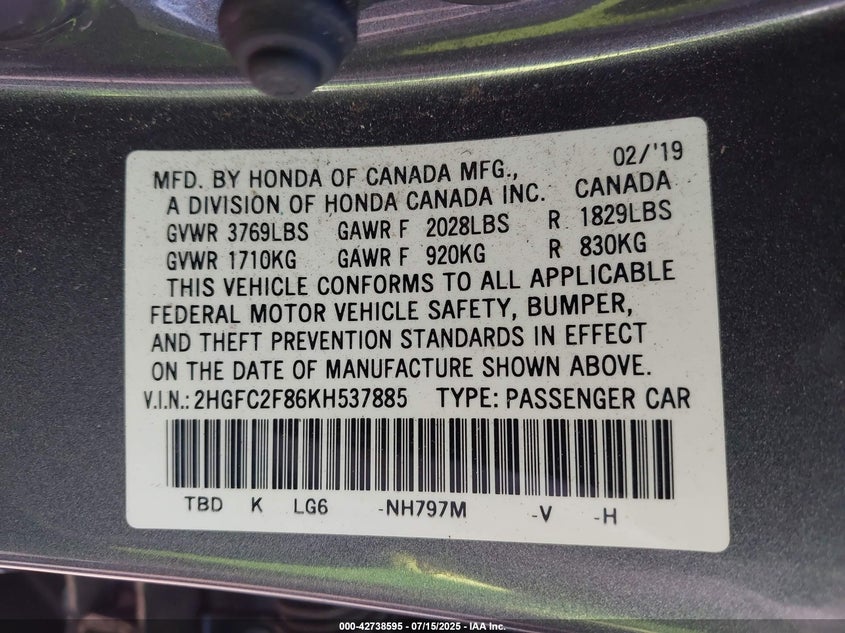 02/'19
MFD. BY HONDA OF CANADA MFG.,
A DIVISION OF HONDA CANADA INC. CANADA
GVWR 3769LBS GAWR F 2028LBS R 1829LBS
GVWR 1710KG GAWR F 920KG R 830KG
THIS VEHICLE CONFORMS TO ALL APPLICABLE
FEDERAL MOTOR VEHICLE SAFETY, BUMPER,
AND THEFT PREVENTION STANDARDS IN EFFECT
ON THE DATE OF MANUFACTURE SHOWN ABOVE.
V.I.N.: 2HGFC2F86KH537885 TYPE: PASSENGER CAR
TBD K LG6 -NH797M -V -H
000-42738595 - 07/15/2025 - IAA Inc.